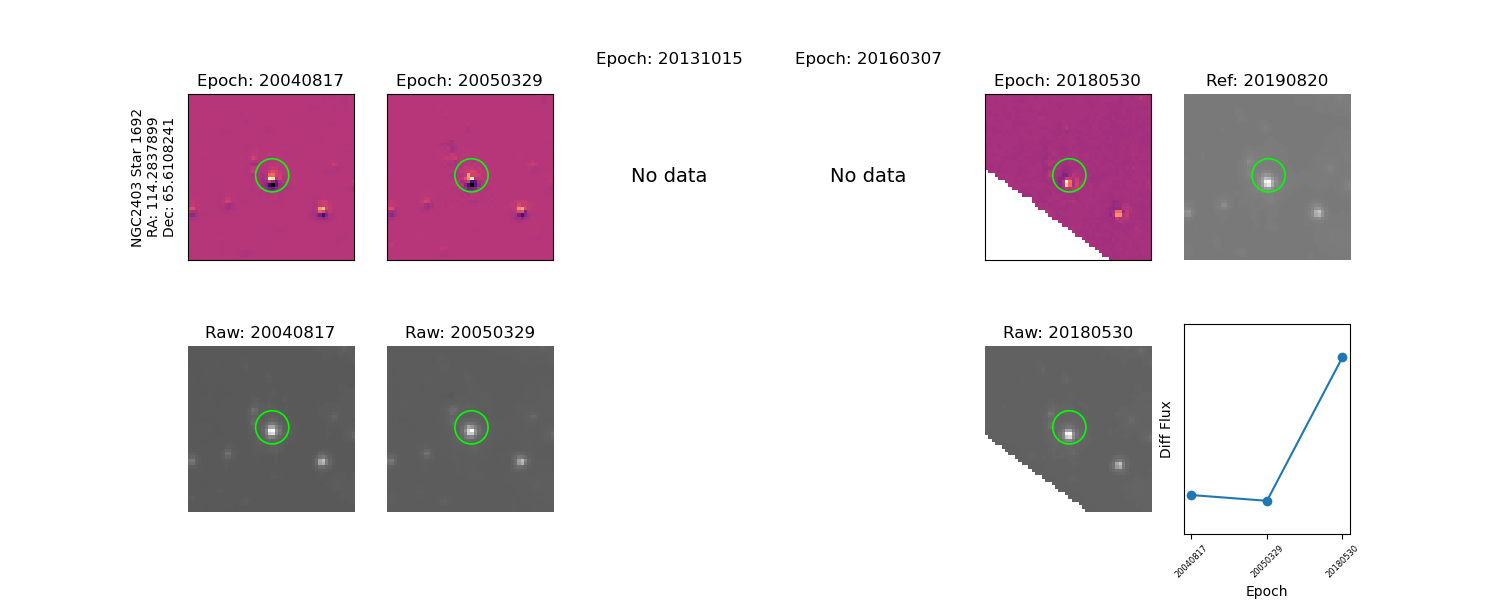 Epoch: 20040817
Epoch: 20050329
Epoch: 20131015
Epoch: 20160307
Epoch: 20180530
Ref: 20190820
NGC2403 Star 1692
RA: 114.2837899
Dec: 65.6108241
No data
No data
Raw: 20040817
Raw: 20050329
Raw: 20180530
Diff Flux
20040817
20050329
20180530
Epoch